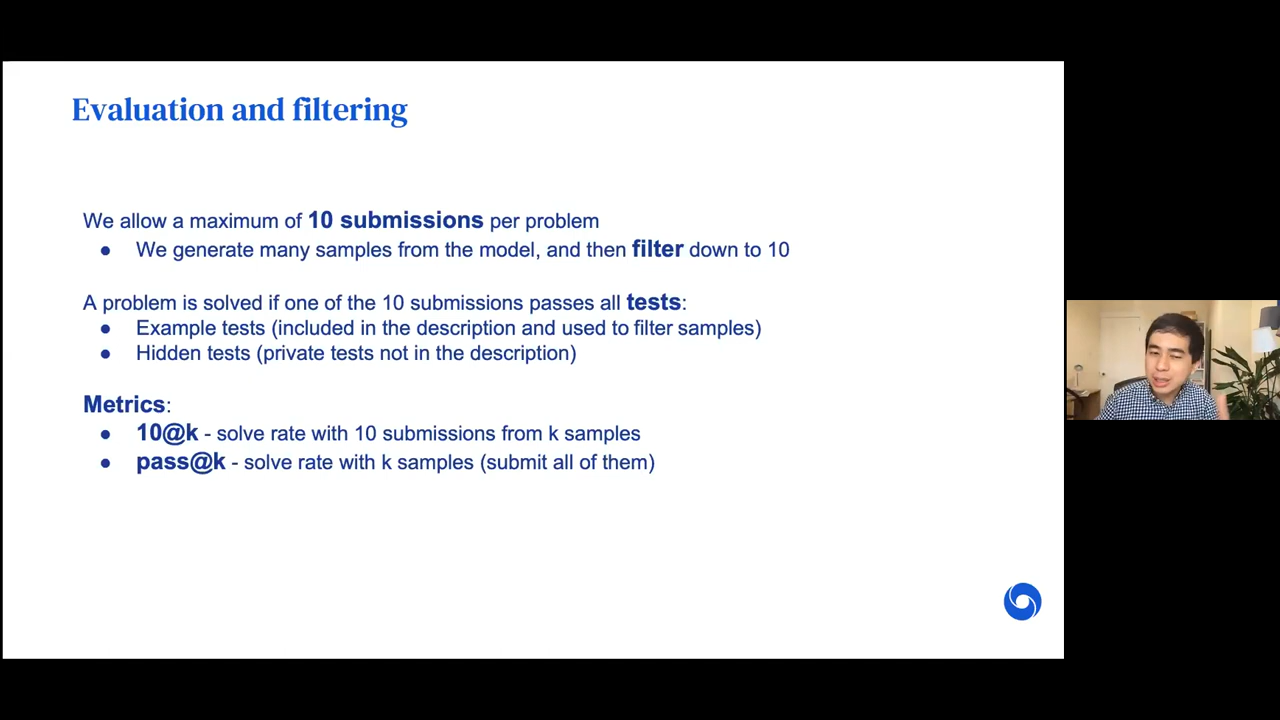 Evaluation and filtering
We allow a maximum of 10 submissions per problem
● We generate many samples from the model, and then filter down to 10
A problem is solved if one of the 10 submissions passes all tests:
● Example tests (included in the description and used to filter samples)
● Hidden tests (private tests not in the description)
Metrics:
● 10@k - solve rate with 10 submissions from k samples
● pass@k - solve rate with k samples (submit all of them)